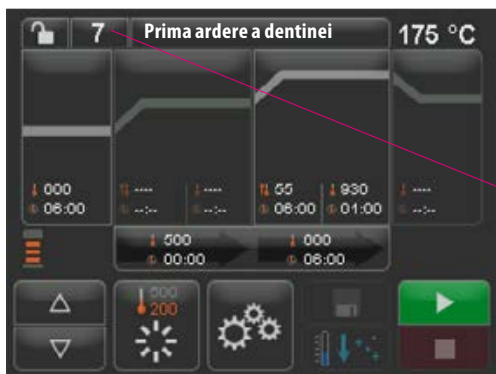 7 Prima ardere a dentinei 175 °C
000 ---- ---- 55 930 ----
06:00 --:-- --:-- 06:00 01:00 --:--
500 000
00:00 06:00
500
200